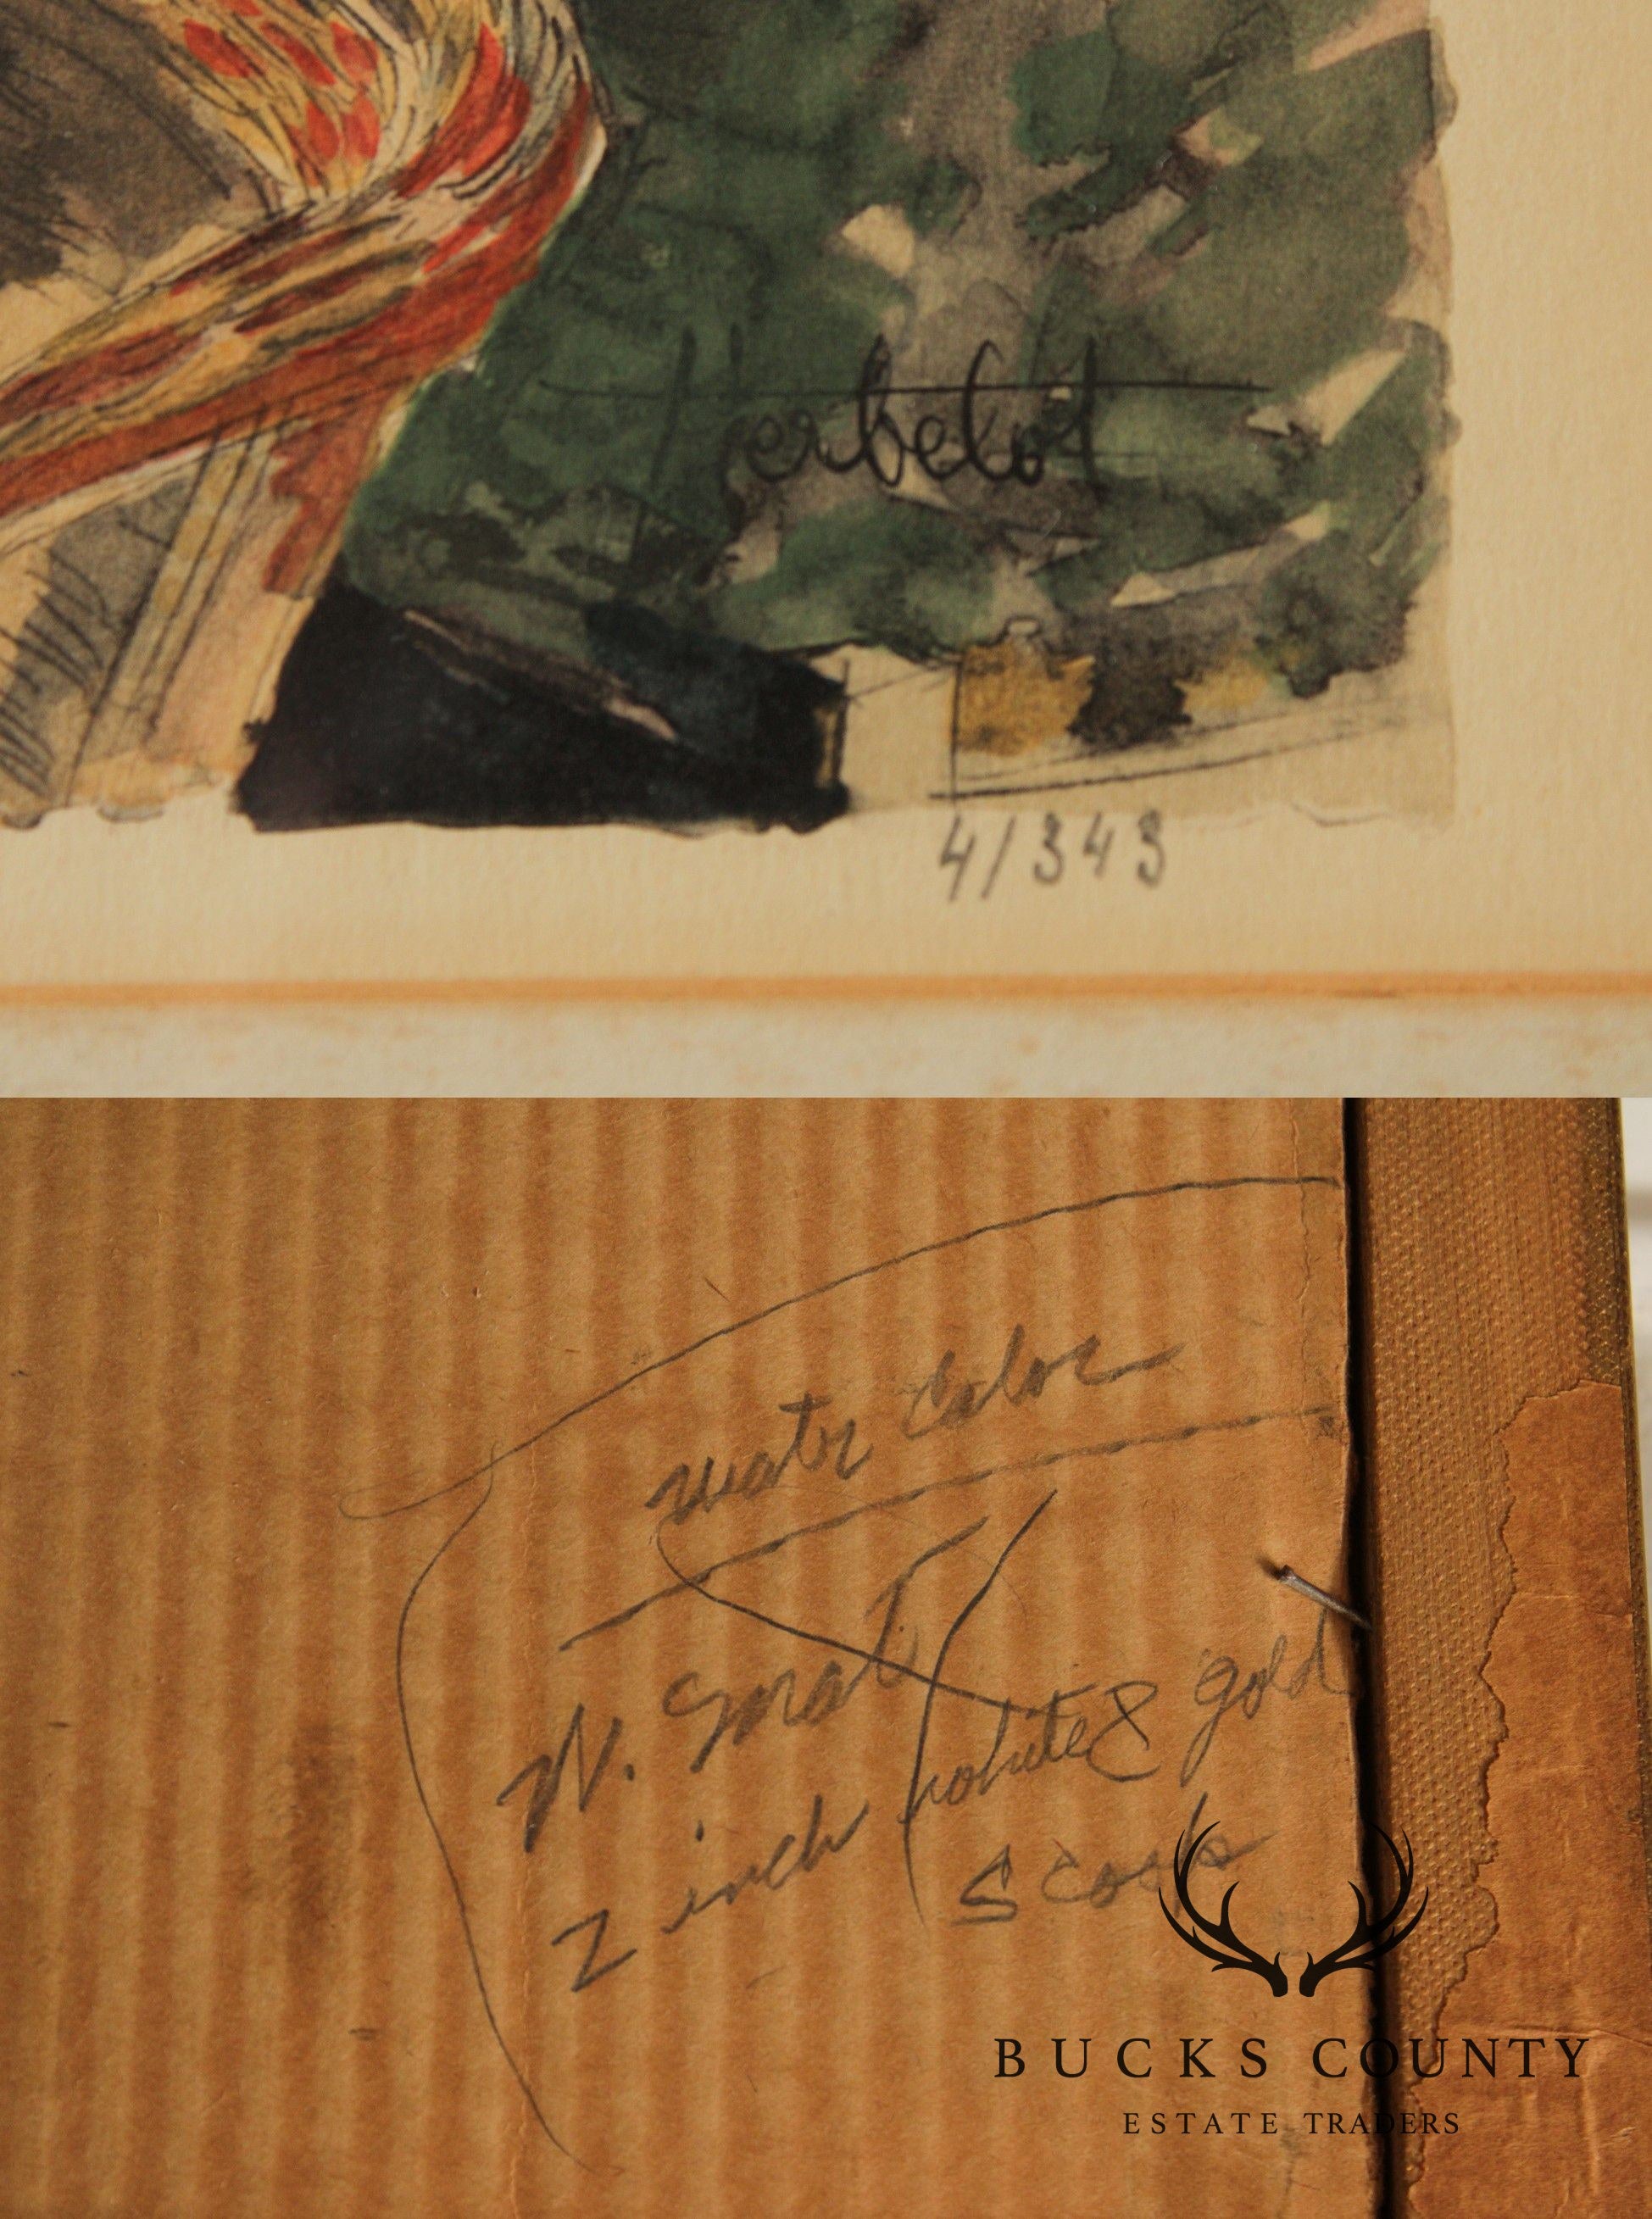 Herbelot
4/343
water Color
W. mat
white & gold
2 inch
BUCKS COUNTY
ESTATE TRADERS